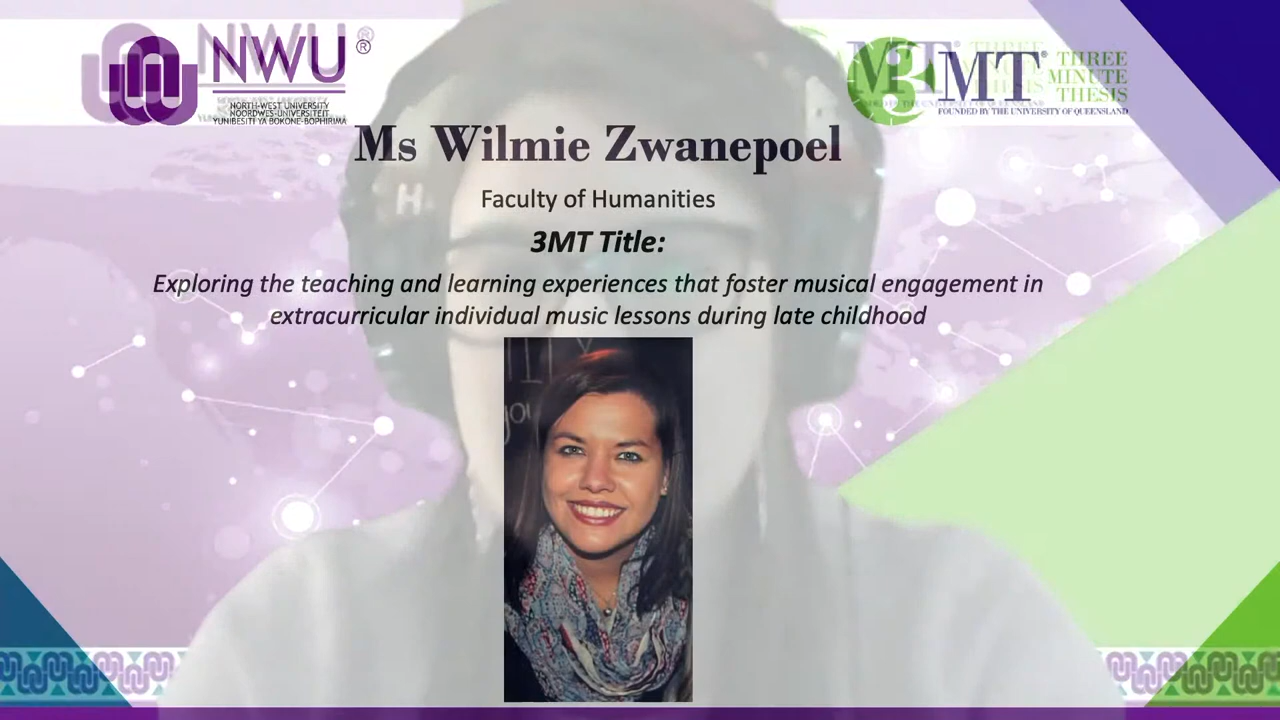 NWU®
NORTH-WEST UNIVERSITY
NOORDWES-UNIVERSITEIT
YUNIBESITI YA BOKONE-BOPHIRIMA
3MT®
THREE
MINUTE
THESIS
FOUNDED BY THE UNIVERSITY OF QUEENSLAND
Ms Wilmie Zwanepoel
Faculty of Humanities
3MT Title:
Exploring the teaching and learning experiences that foster musical engagement in
extracurricular individual music lessons during late childhood
H
you